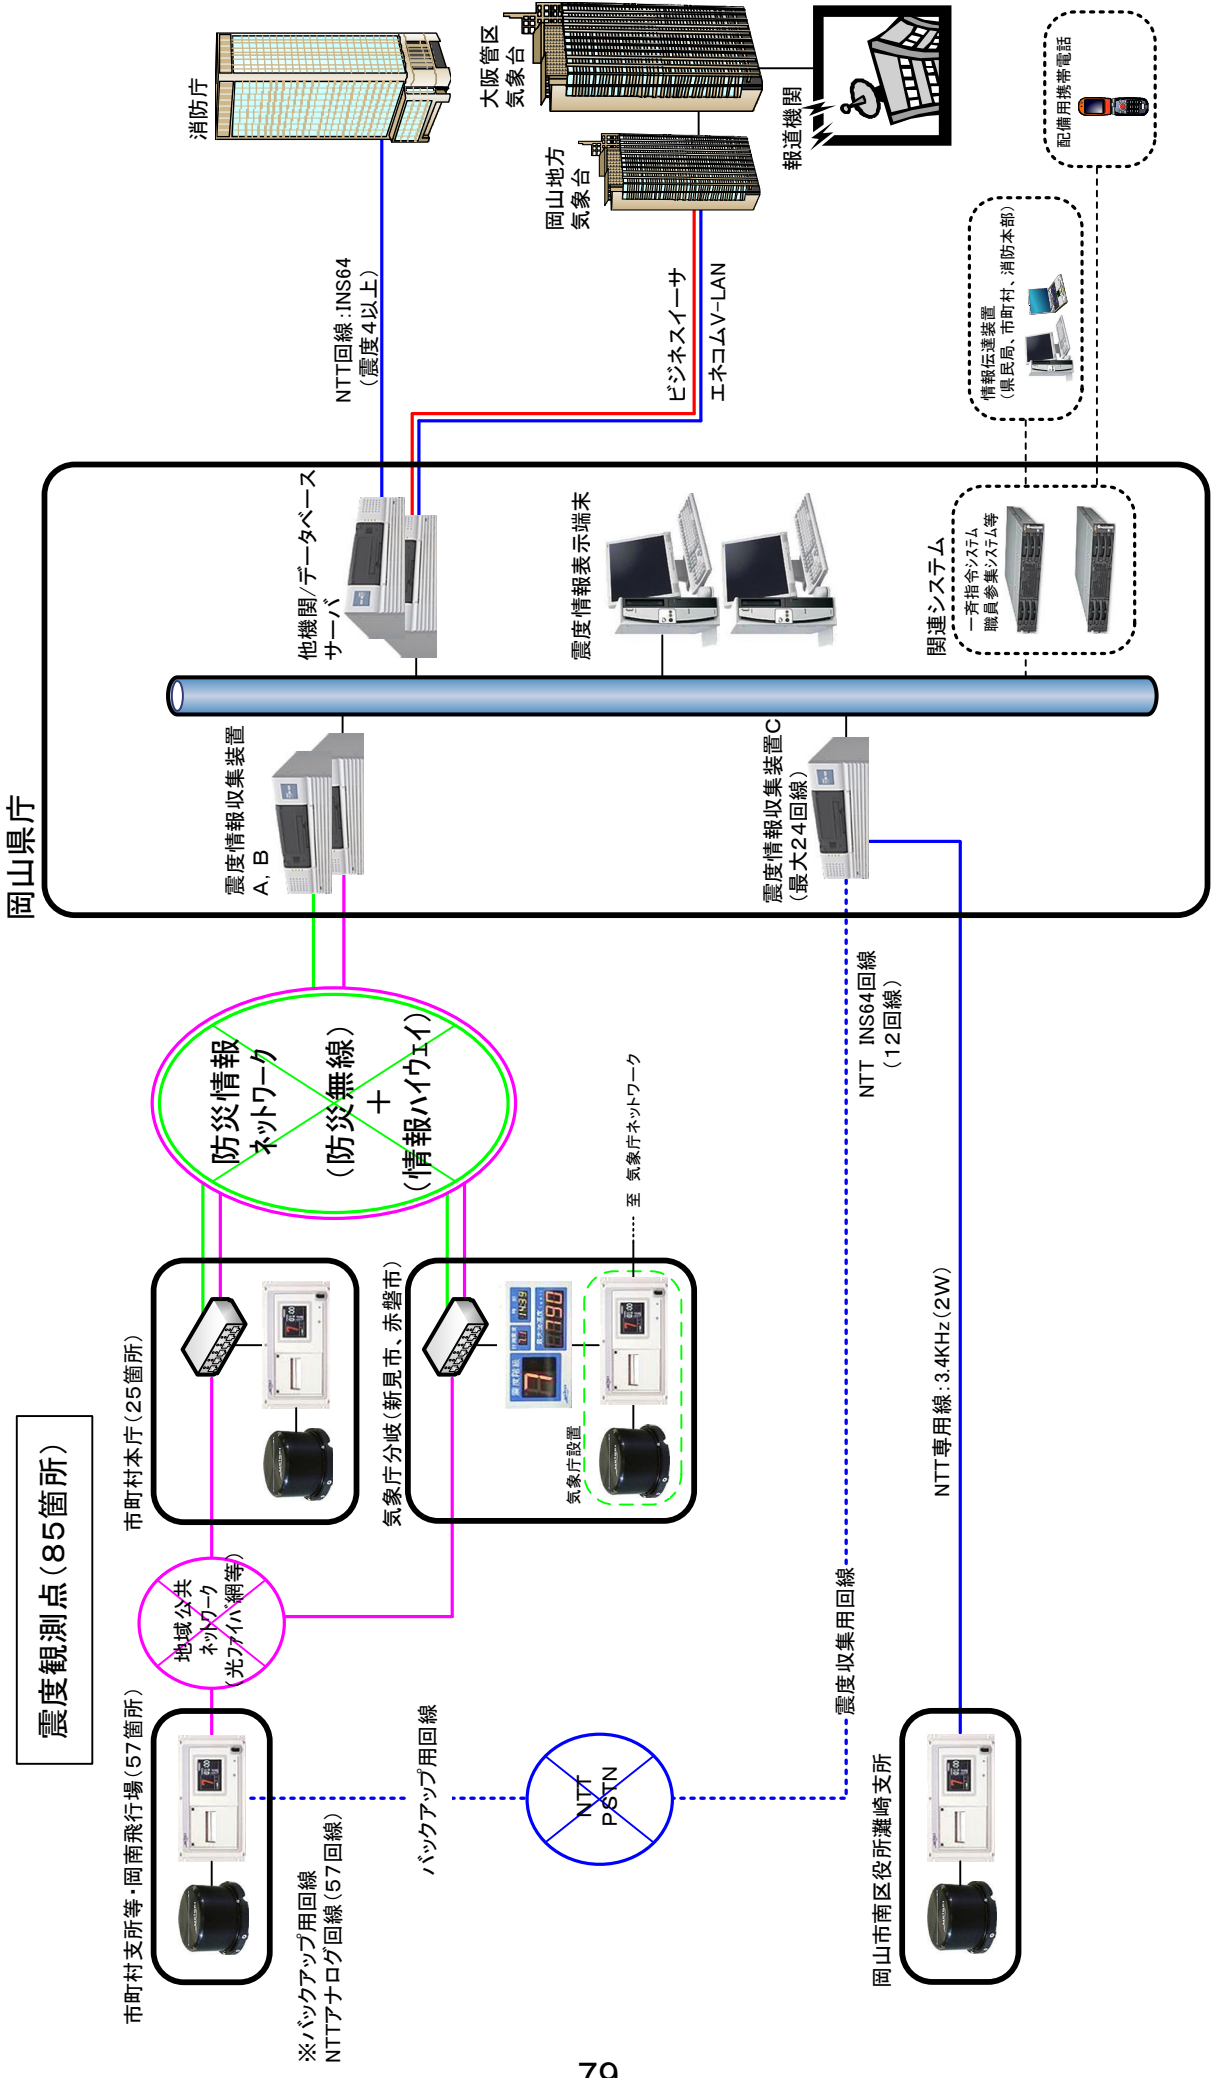 震度観測点(85箇所)
岡山県庁
市町村支所等・岡南飛行場(57箇所)
※バックアップ用回線
NTTアナログ回線(57回線)
地域公共
ネットワーク
(光ファイバ網等)
市町村本庁(25箇所)
気象庁分岐(新見市、赤磐市)
気象庁設置
至 気象庁ネットワーク
防災情報
ネットワーク
(防災無線)
+
(情報ハイウェイ)
バックアップ用回線
NTT
PSTN
震度収集用回線
NTT INS64回線
(12回線)
岡山市南区役所灘崎支所
NTT専用線:3.4KHz(2W)
震度情報収集装置
A,B
震度情報収集装置C
(最大24回線)
他機関/データベース
サーバ
震度情報表示端末
関連システム
一斉指令システム
職員参集システム等
NTT回線:INS64
(震度4以上)
消防庁
ビジネスイーサ
エネコムV-LAN
岡山地方
気象台
大阪管区
気象台
報道機関
情報伝達装置
(県民局、市町村、消防本部)
配備用携帯電話
79